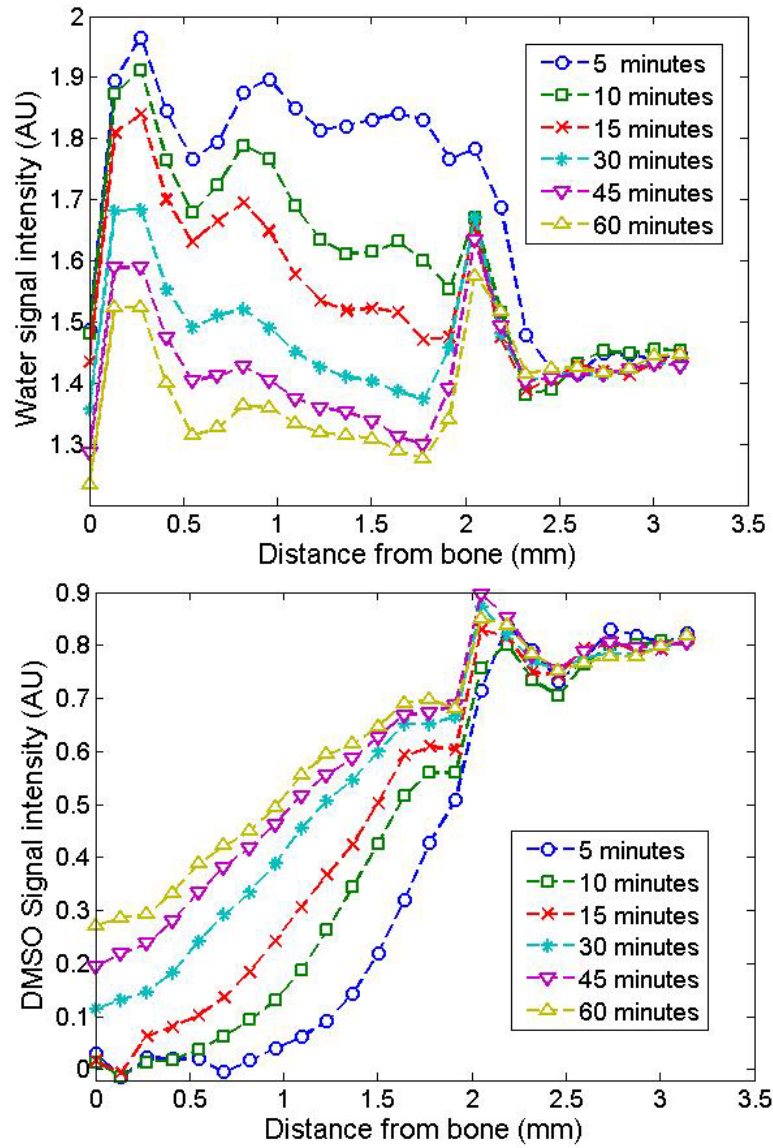 Water signal intensity (AU)
2
1.9
1.8
1.7
1.6
1.5
1.4
1.3
5 minutes
10 minutes
15 minutes
30 minutes
45 minutes
60 minutes
0 0.5 1 1.5 2 2.5 3 3.5
Distance from bone (mm)
DMSO Signal intensity (AU)
0.9
0.8
0.7
0.6
0.5
0.4
0.3
0.2
0.1
0
5 minutes
10 minutes
15 minutes
30 minutes
45 minutes
60 minutes
0 0.5 1 1.5 2 2.5 3 3.5
Distance from bone (mm)